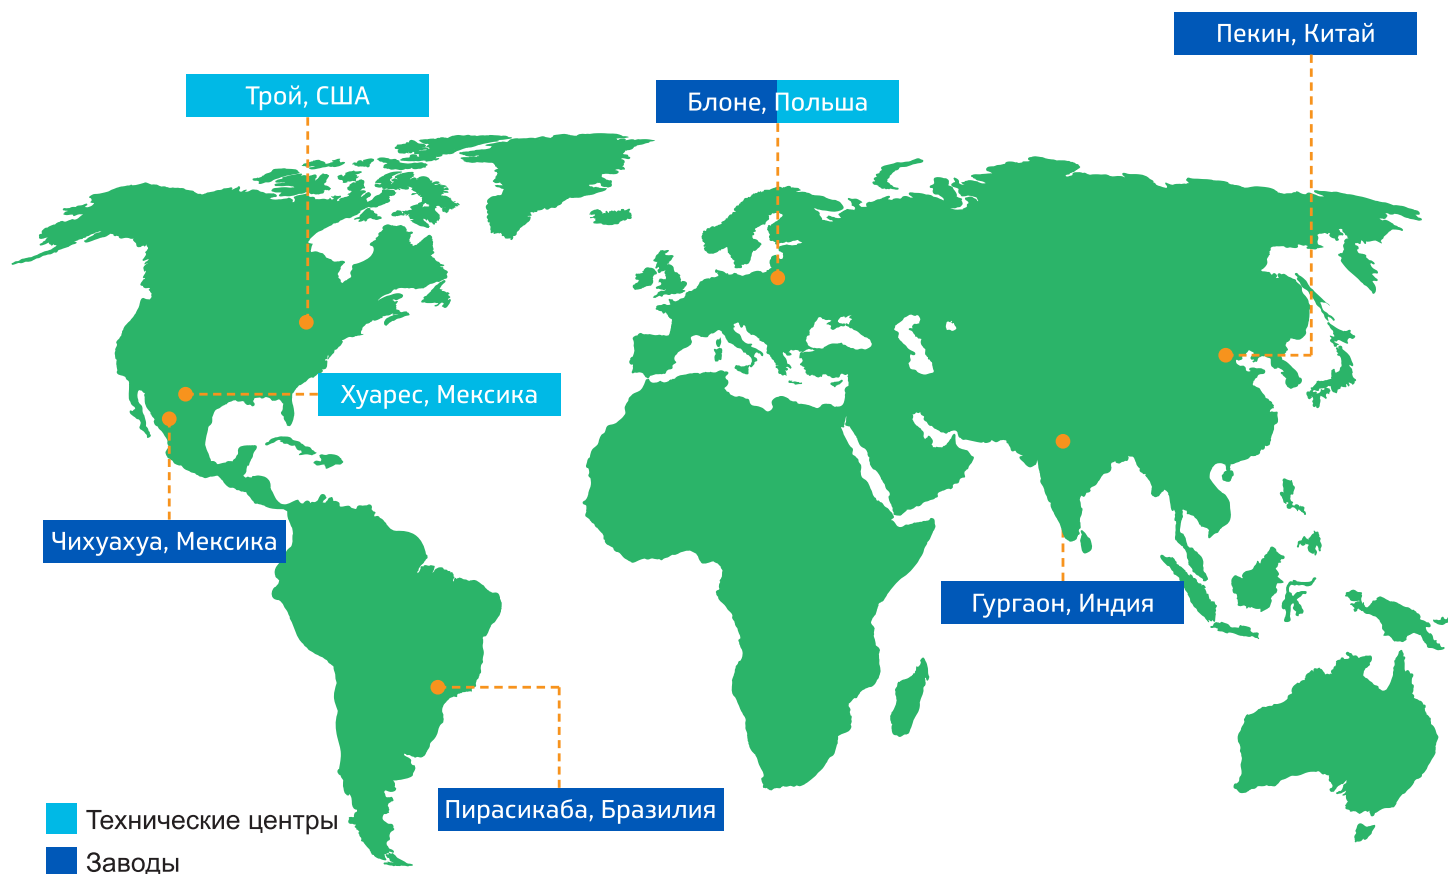 Пекин, Китай
Трой, США
Блоне, Польша
Хуарес, Мексика
Чихуахуа, Мексика
Гургаон, Индия
Пирасикаба, Бразилия
Технические центры
Заводы